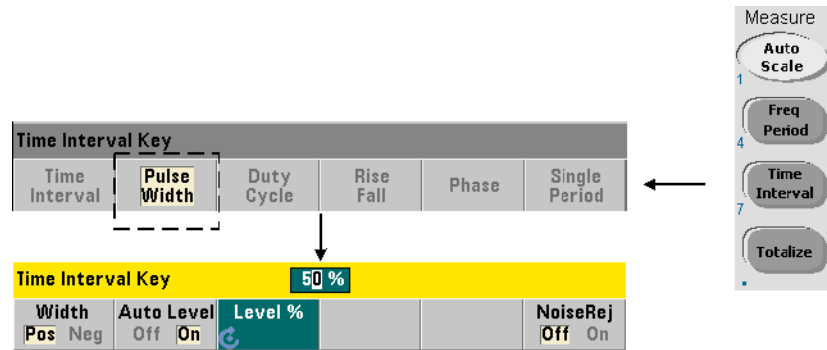 Measure
Auto
Scale
1
Freq
Period
4
Time
Interval
7
Totalize
Time Interval Key
Time
Interval
Pulse
Width
Duty
Cycle
Rise
Fall
Phase
Single
Period
Time Interval Key
50 %
Width
Pos Neg
Auto Level
Off On
Level %
NoiseRej
Off On